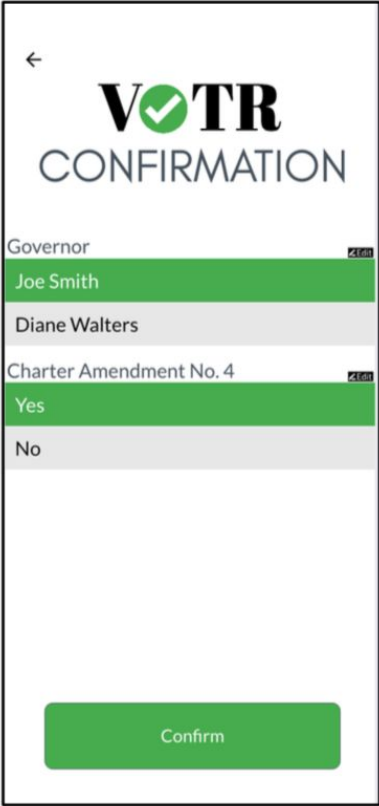 VOTR
CONFIRMATION
Governor
Edit
Joe Smith
Diane Walters
Charter Amendment No. 4
Edit
Yes
No
Confirm